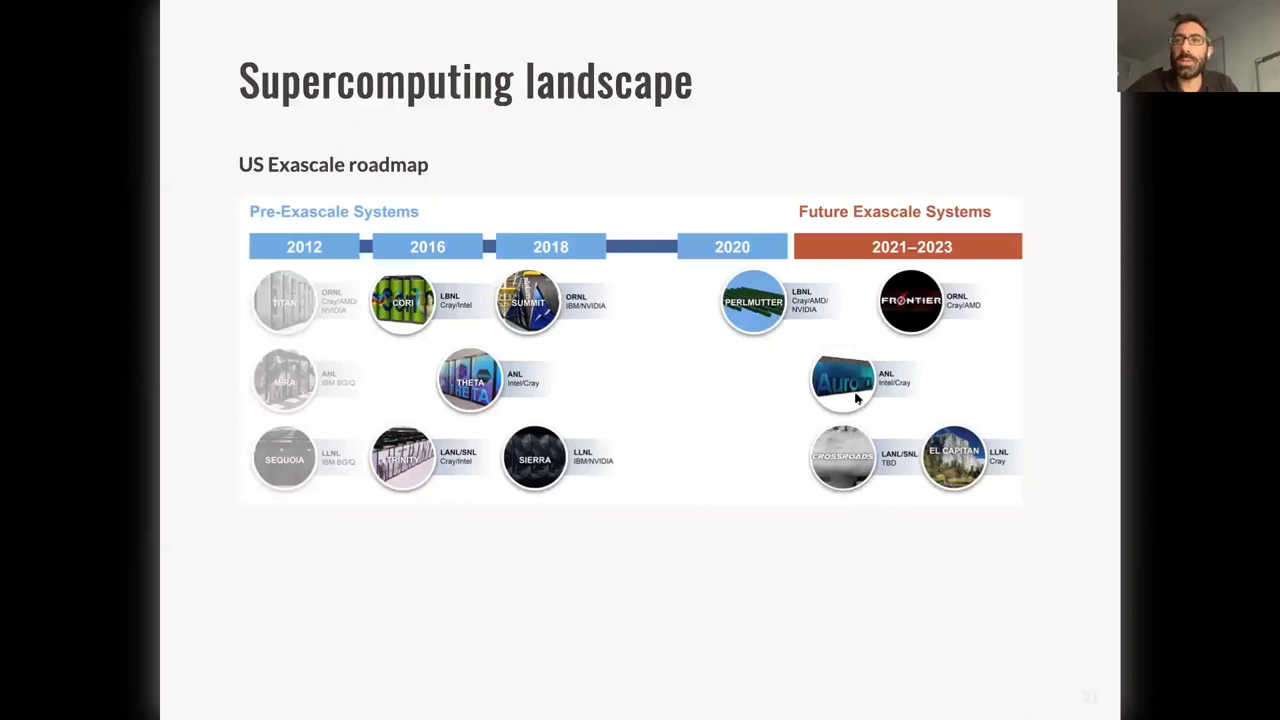 Supercomputing landscape
US Exascale roadmap
Pre-Exascale Systems
Future Exascale Systems
2012
2016
2018
2020
2021–2023
TITAN
ORNL
Cray/AMD/
NVIDIA
CORI
LBNL
Cray/Intel
SUMMIT
ORNL
IBM/NVIDIA
PERLMUTTER
LBNL
Cray/AMD/
NVIDIA
FRONTIER
ORNL
Cray/AMD
MIRA
ANL
IBM BG/Q
THETA
THETA
ANL
Intel/Cray
Aurora
ANL
Intel/Cray
SEQUOIA
LLNL
IBM BG/Q
TRINITY
LANL/SNL
Cray/Intel
SIERRA
LLNL
IBM/NVIDIA
CROSSROADS
LANL/SNL
TBD
EL CAPITAN
LLNL
Cray
21